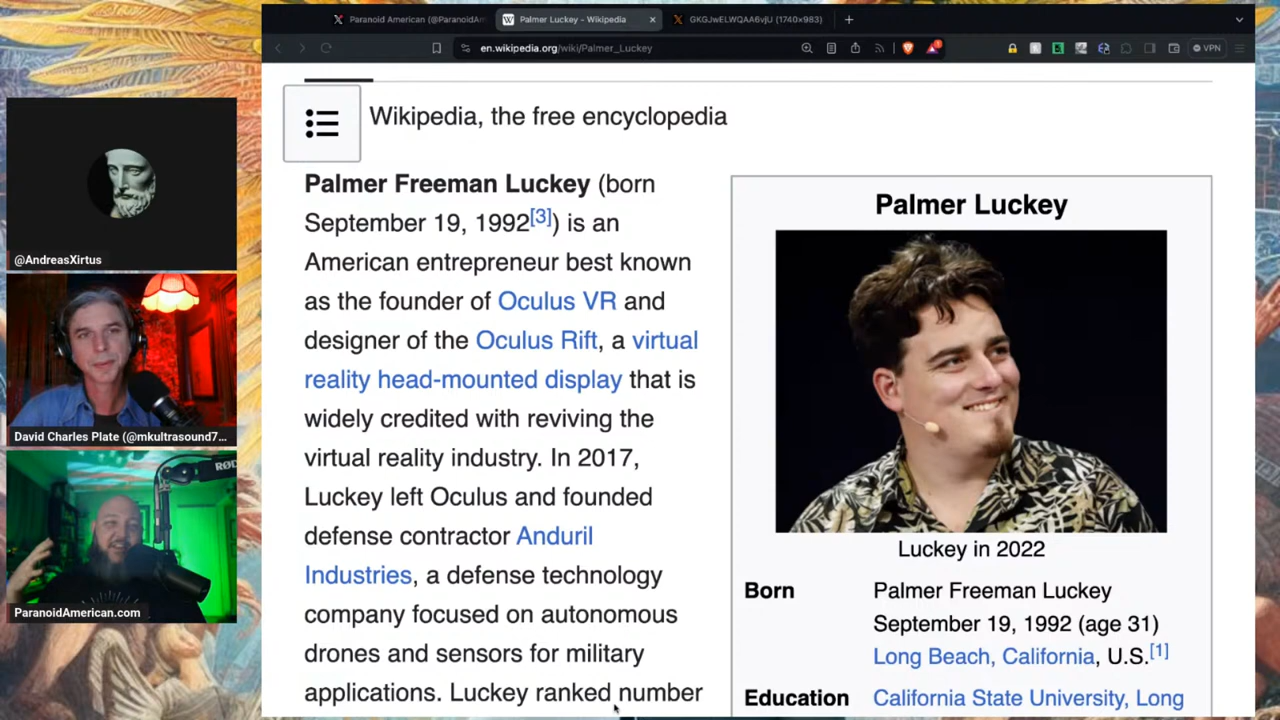 Paranoid American (@ParanoidAm
Palmer Luckey - Wikipedia
GKGJwELWQAA6vjU (1740×983)
en.wikipedia.org/wiki/Palmer_Luckey
VPN
Wikipedia, the free encyclopedia
Palmer Freeman Luckey (born
September 19, 1992[3]) is an
American entrepreneur best known
as the founder of Oculus VR and
designer of the Oculus Rift, a virtual
reality head-mounted display that is
widely credited with reviving the
virtual reality industry. In 2017,
Luckey left Oculus and founded
defense contractor Anduril
Industries, a defense technology
company focused on autonomous
drones and sensors for military
applications. Luckey ranked number
Palmer Luckey
Luckey in 2022
Born
Palmer Freeman Luckey
September 19, 1992 (age 31)
Long Beach, California, U.S.[1]
Education
California State University, Long
@AndreasXirtus
David Charles Plate (@mkultrasound7...
RØD
ParanoidAmerican.com